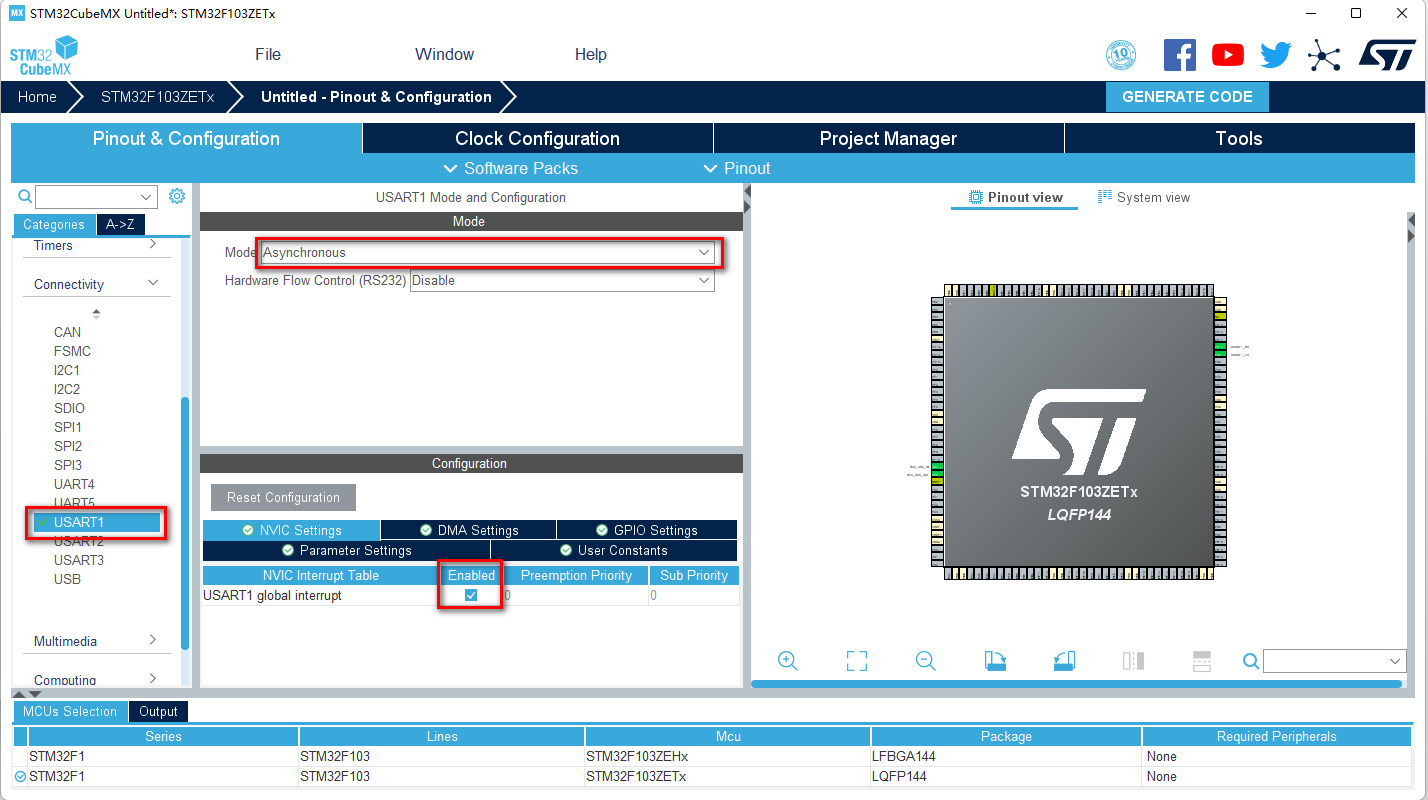 MX STM32CubeMX Untitled*: STM32F103ZETx
STM32
CubeMX
File Window Help
10
Home STM32F103ZETx Untitled - Pinout & Configuration GENERATE CODE
Pinout & Configuration Clock Configuration Project Manager Tools
Software Packs Pinout
USART1 Mode and Configuration
Pinout view System view
Categories A->Z
Mode
Timers
Mode Asynchronous
Connectivity
Hardware Flow Control (RS232) Disable
CAN
FSMC
I2C1
I2C2
SDIO
SPI1
SPI2
SPI3
UART4
UART5
USART1
USART2
USART3
USB
Multimedia
Computing
Configuration
Reset Configuration
NVIC Settings DMA Settings GPIO Settings
Parameter Settings User Constants
NVIC Interrupt Table Enabled Preemption Priority Sub Priority
USART1 global interrupt 0 0
STM32F103ZETx
LQFP144
MCUs Selection Output
Series Lines Mcu Package Required Peripherals
STM32F1 STM32F103 STM32F103ZEHx LFBGA144 None
STM32F1 STM32F103 STM32F103ZETx LQFP144 None